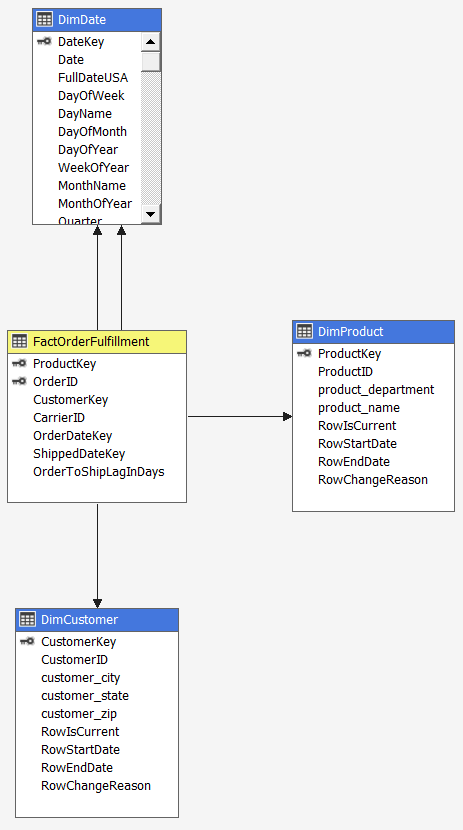 DimDate
DateKey
Date
FullDateUSA
DayOfWeek
DayName
DayOfMonth
DayOfYear
WeekOfYear
MonthName
MonthOfYear
Quarter
FactOrderFulfillment
ProductKey
OrderID
CustomerKey
CarrierID
OrderDateKey
ShippedDateKey
OrderToShipLagInDays
DimProduct
ProductKey
ProductID
product_department
product_name
RowIsCurrent
RowStartDate
RowEndDate
RowChangeReason
DimCustomer
CustomerKey
CustomerID
customer_city
customer_state
customer_zip
RowIsCurrent
RowStartDate
RowEndDate
RowChangeReason